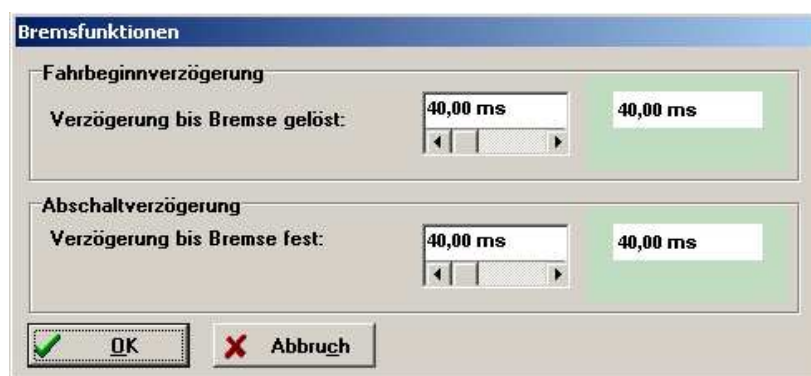 Bremsfunktionen
Fahrbeginnverzögerung
Verzögerung bis Bremse gelöst:
40,00 ms
40,00 ms
Abschaltverzögerung
Verzögerung bis Bremse fest:
40,00 ms
40,00 ms
OK
Abbruch